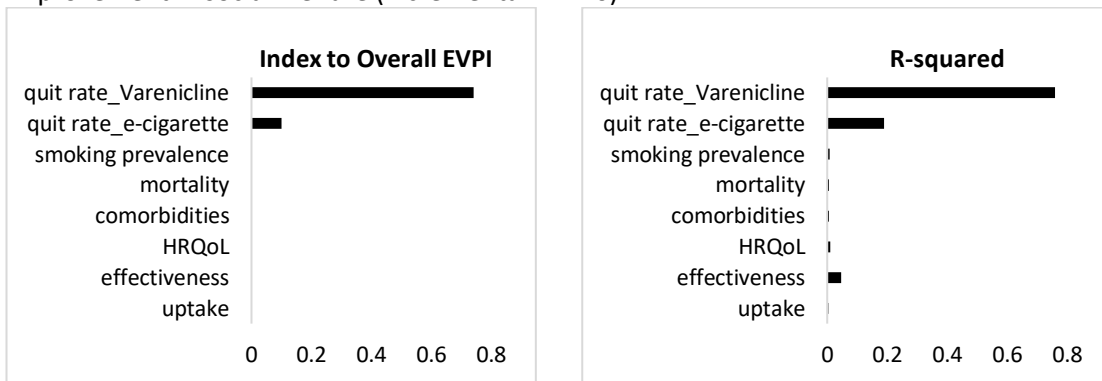 Index to Overall EVPI
quit rate_Varenicline
quit rate_e-cigarette
smoking prevalence
mortality
comorbidities
HRQoL
effectiveness
uptake
0 0.2 0.4 0.6 0.8
R-squared
quit rate_Varenicline
quit rate_e-cigarette
smoking prevalence
mortality
comorbidities
HRQoL
effectiveness
uptake
0 0.2 0.4 0.6 0.8